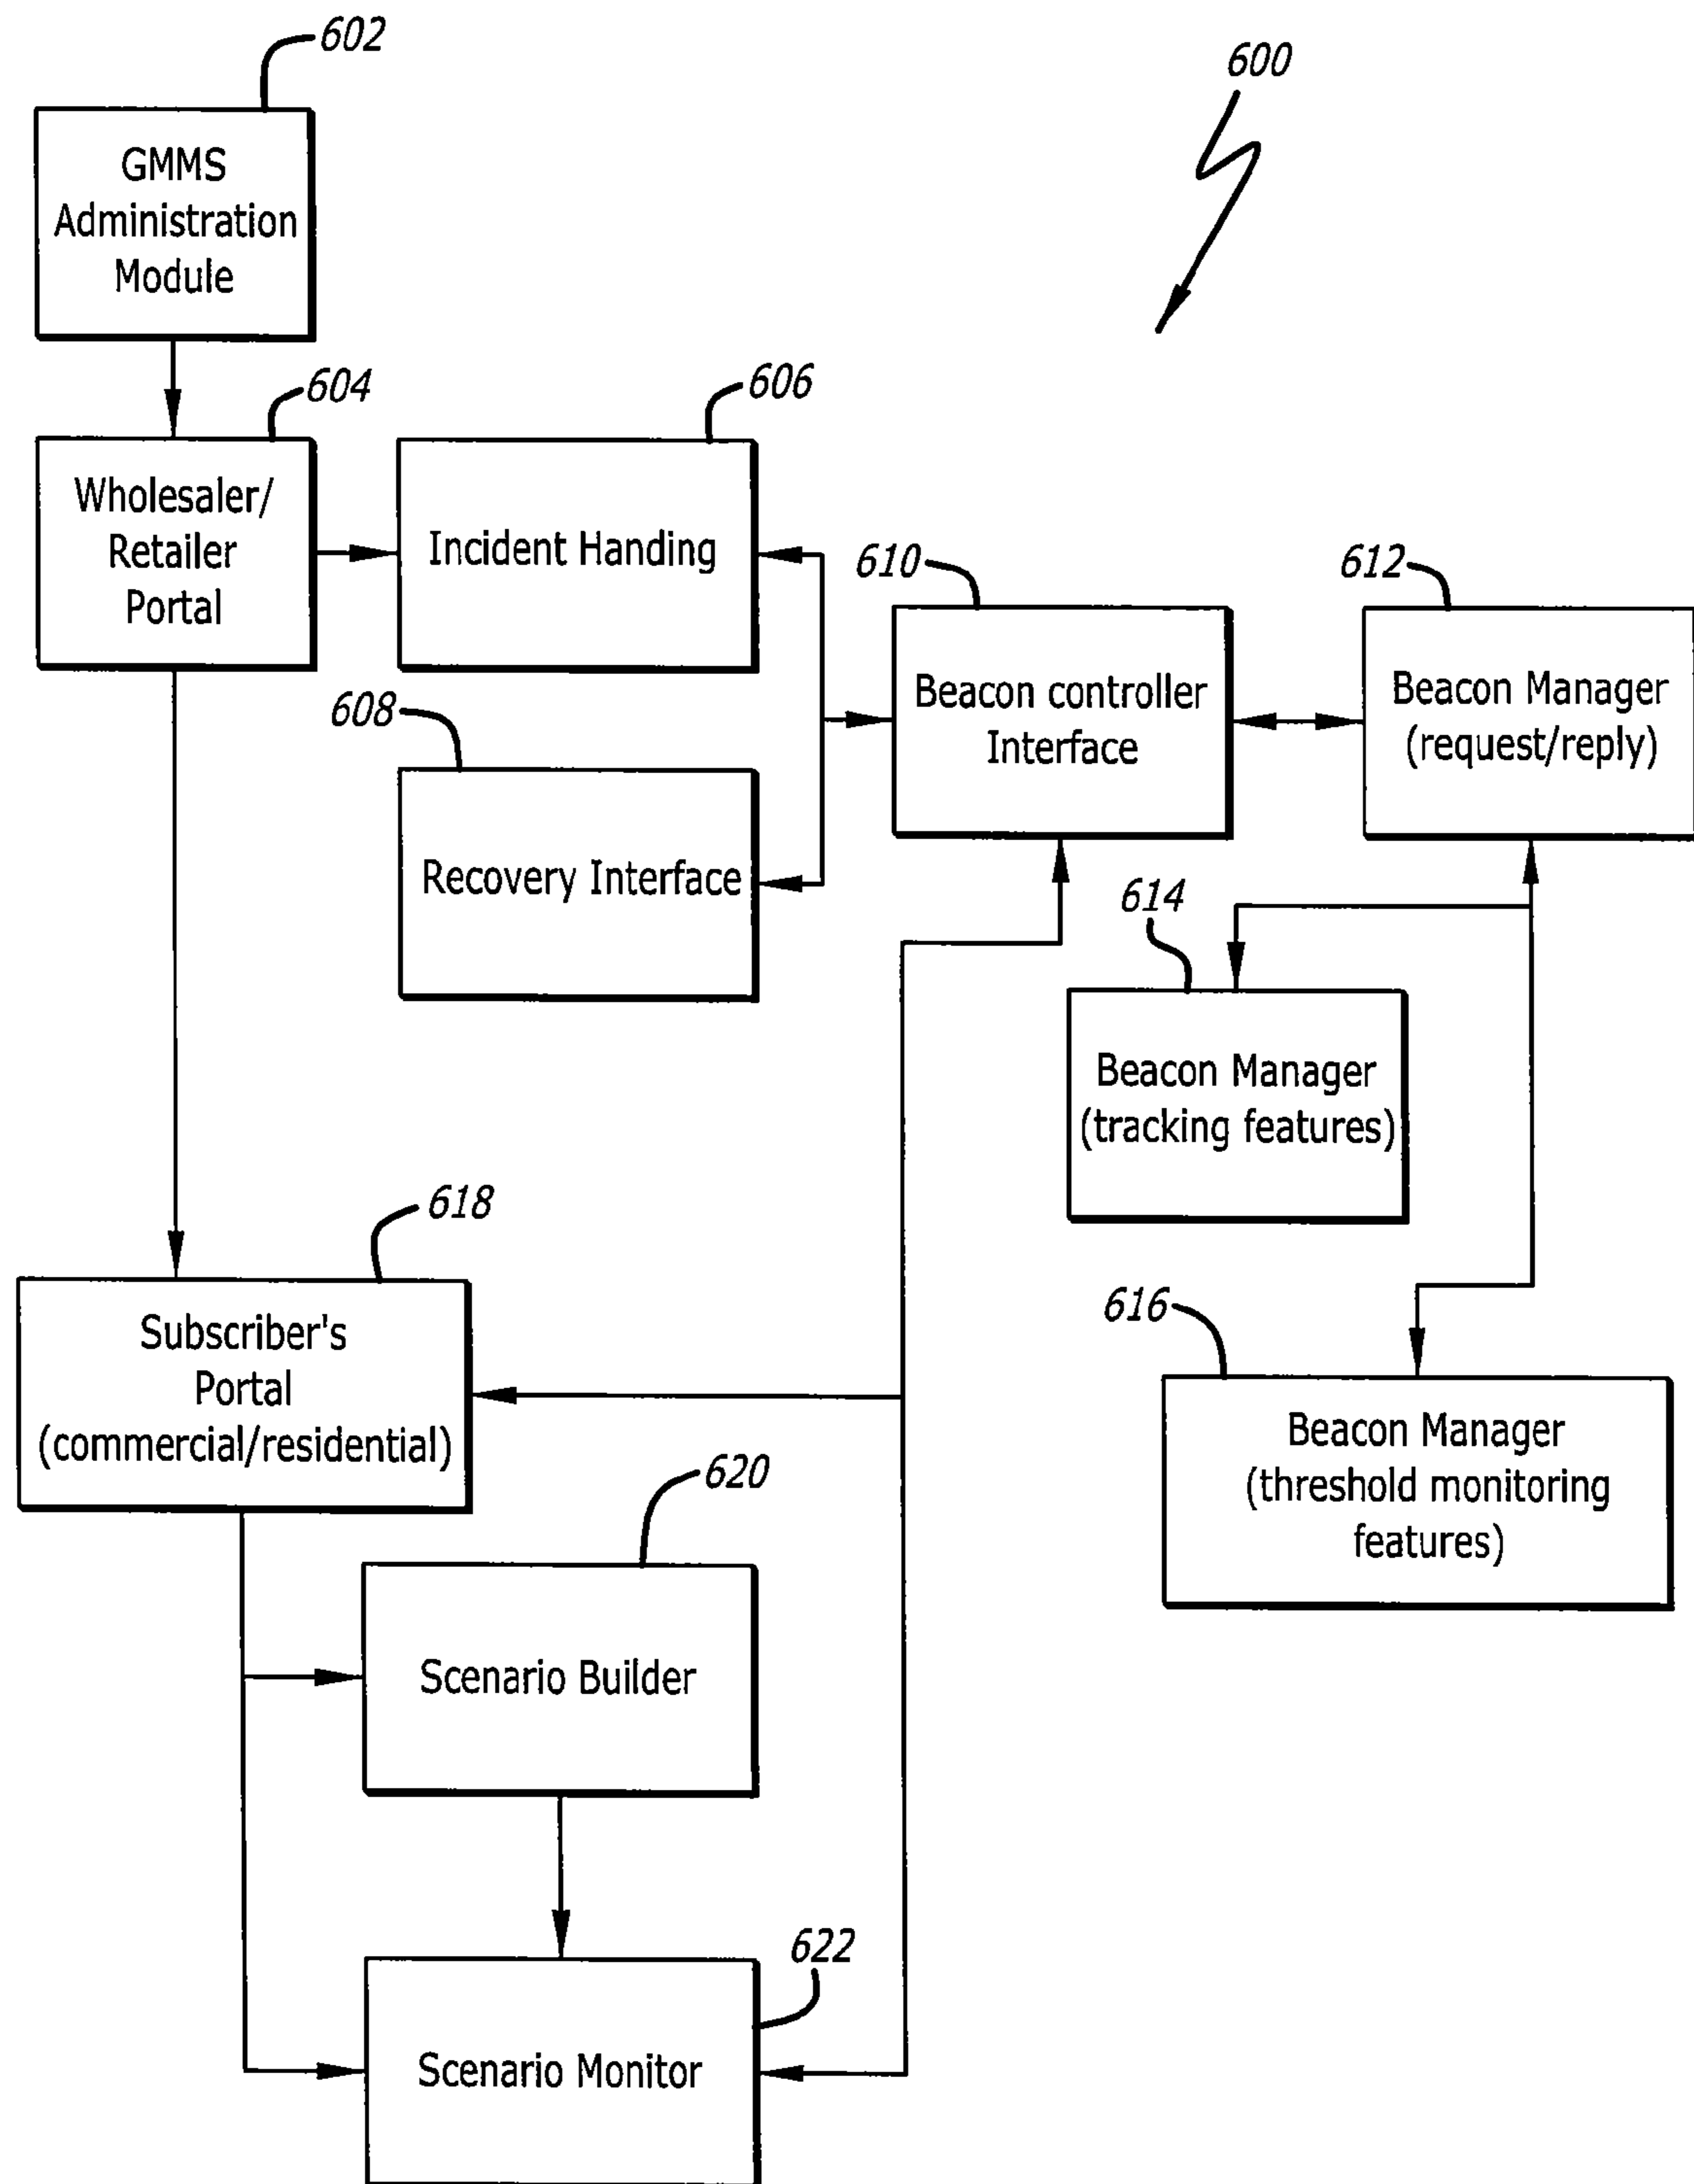 602
600
GMMS
Administration
Module
604
606
Wholesaler/
Retailer
Portal
Incident Handing
610
612
Beacon controller
Interface
Beacon Manager
(request/reply)
608
Recovery Interface
614
Beacon Manager
(tracking features)
618
Subscriber's
Portal
(commercial/residential)
616
Beacon Manager
(threshold monitoring
features)
620
Scenario Builder
622
Scenario Monitor